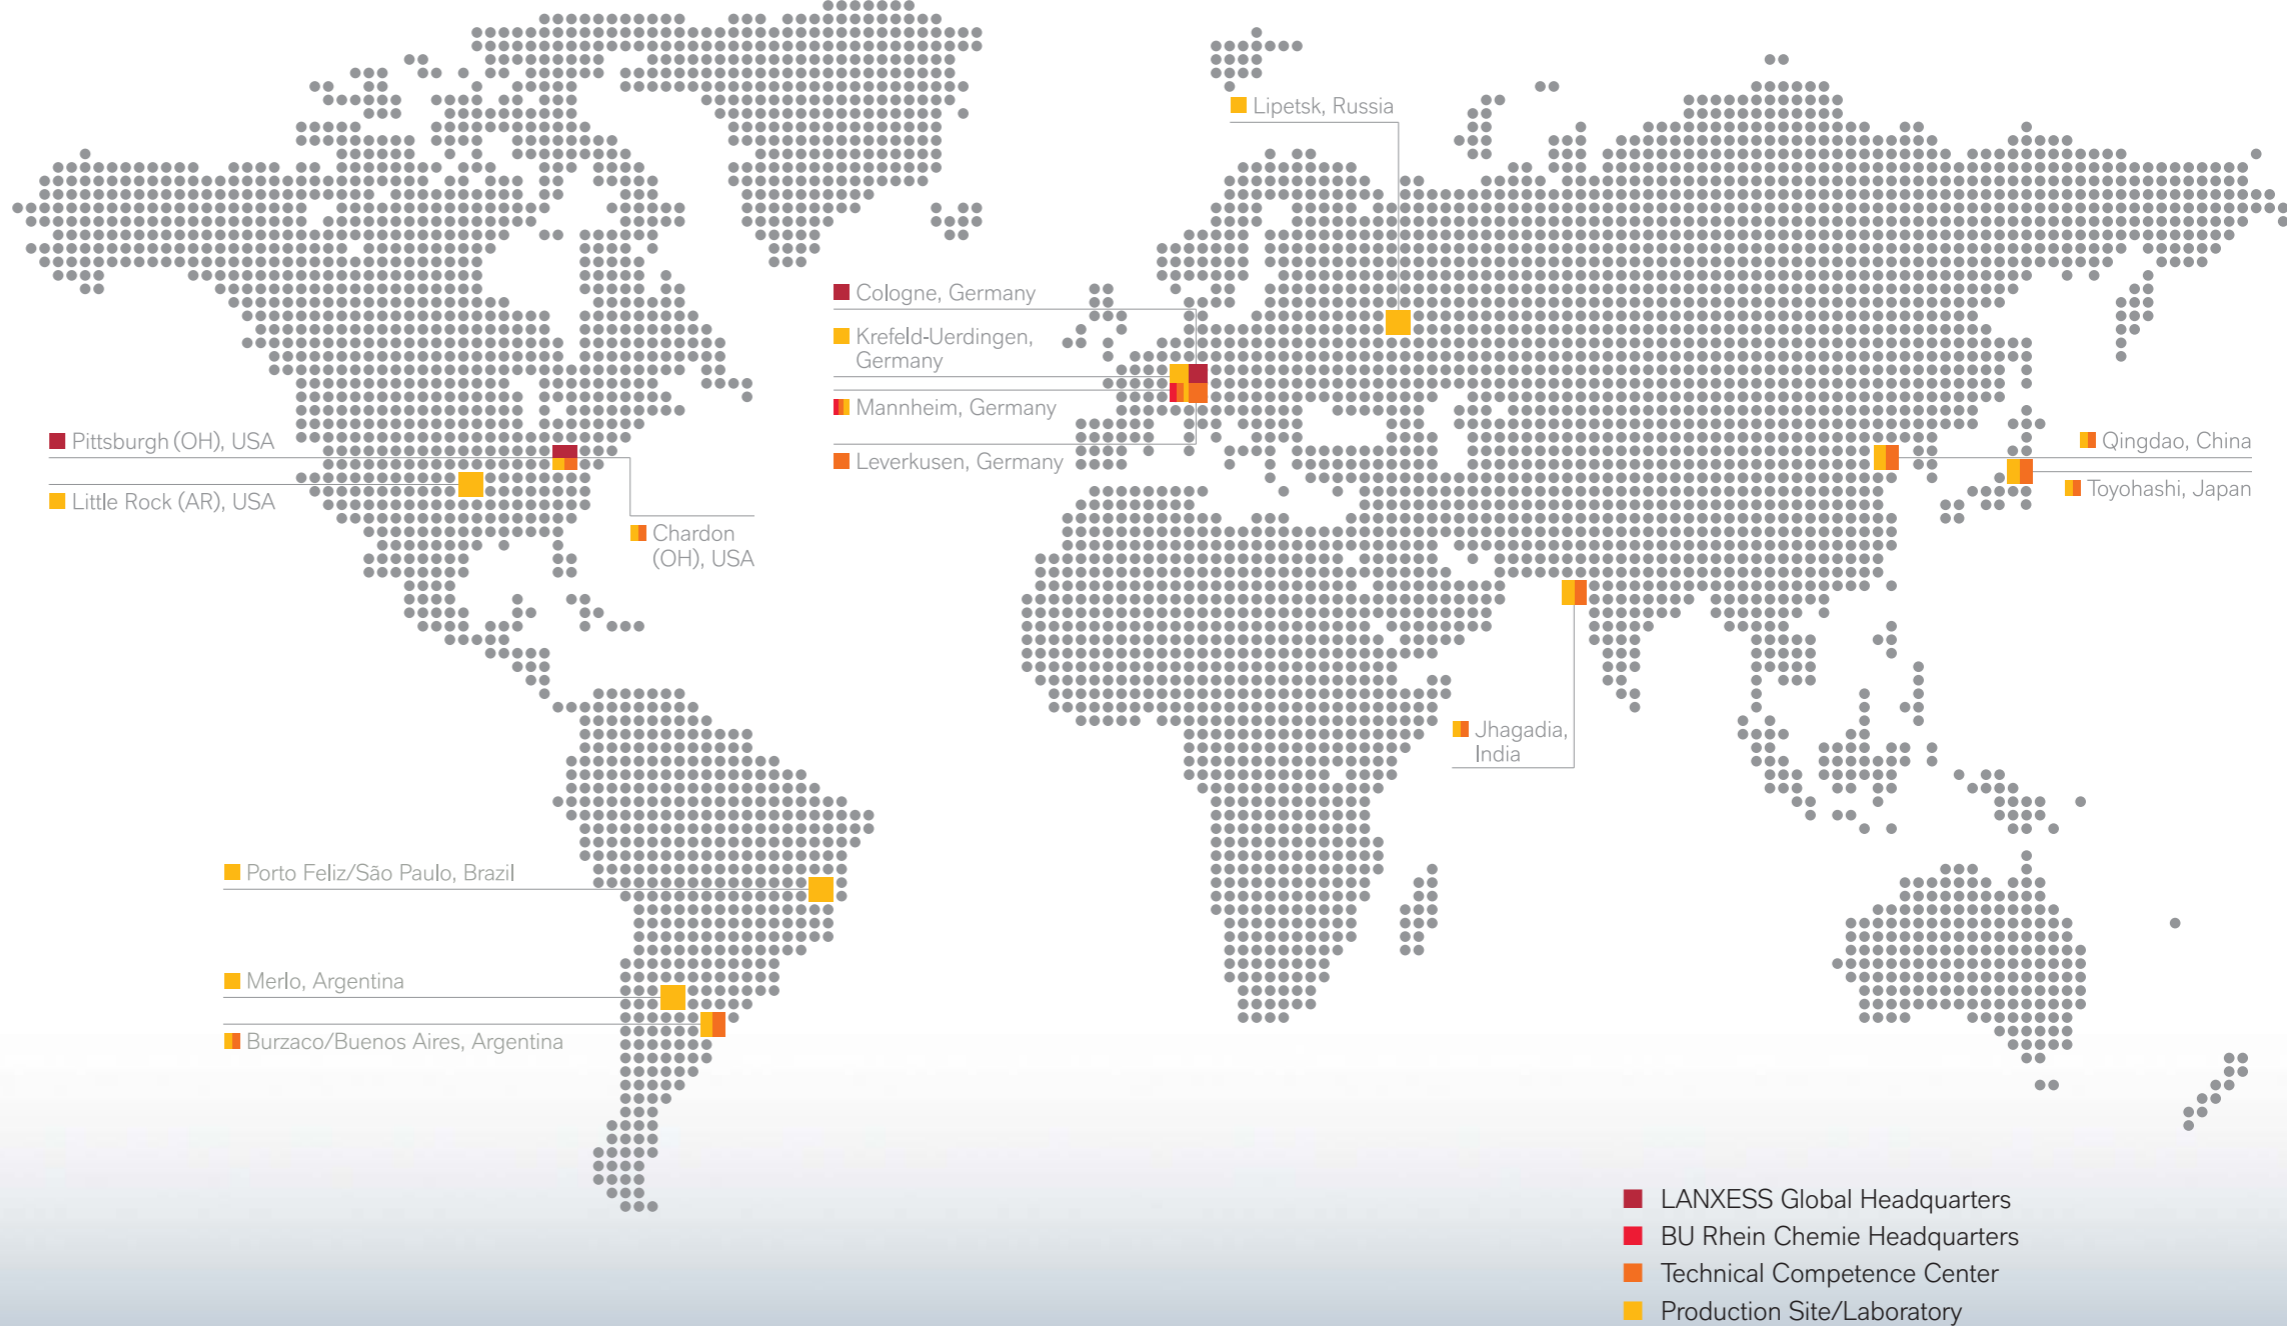 Lipetsk, Russia
Cologne, Germany
Krefeld-Uerdingen,
Germany
Mannheim, Germany
Leverkusen, Germany
Pittsburgh (OH), USA
Little Rock (AR), USA
Chardon
(OH), USA
Qingdao, China
Toyohashi, Japan
Jhagadia,
India
Porto Feliz/São Paulo, Brazil
Merlo, Argentina
Burzaco/Buenos Aires, Argentina
LANXESS Global Headquarters
BU Rhein Chemie Headquarters
Technical Competence Center
Production Site/Laboratory